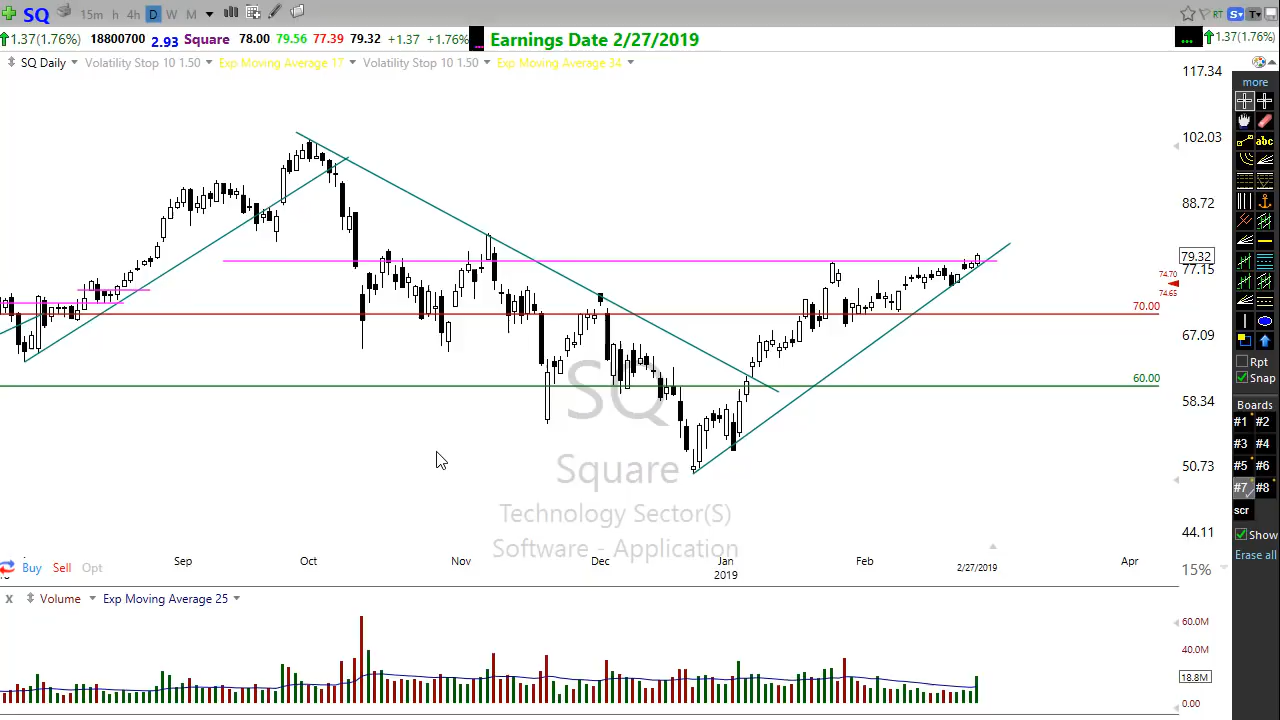 SQ 15m h 4h D W M RT S T
1.37(1.76%) 18800700 2.93 Square 78.00 79.56 77.39 79.32 +1.37 +1.76% ... Earnings Date 2/27/2019 ... 1.37(1.76%)
SQ Daily Volatility Stop 10 1.50 Exp Moving Average 17 Volatility Stop 10 1.50 Exp Moving Average 34
117.34
more
102.03
abc
88.72
79.32
77.15
74.70
74.65
70.00
67.09
Rpt
60.00
Snap
58.34
Boards
#1 #2
#3 #4
SQ
Square
50.73
#5 #6
#7 #8
scr
Technology Sector(S)
44.11
Show
Software - Application
Erase all
Buy Sell Opt
Sep Oct Nov Dec Jan Feb 2/27/2019 Apr
2019
15%
X Volume Exp Moving Average 25
60.0M
40.0M
18.8M
0.00